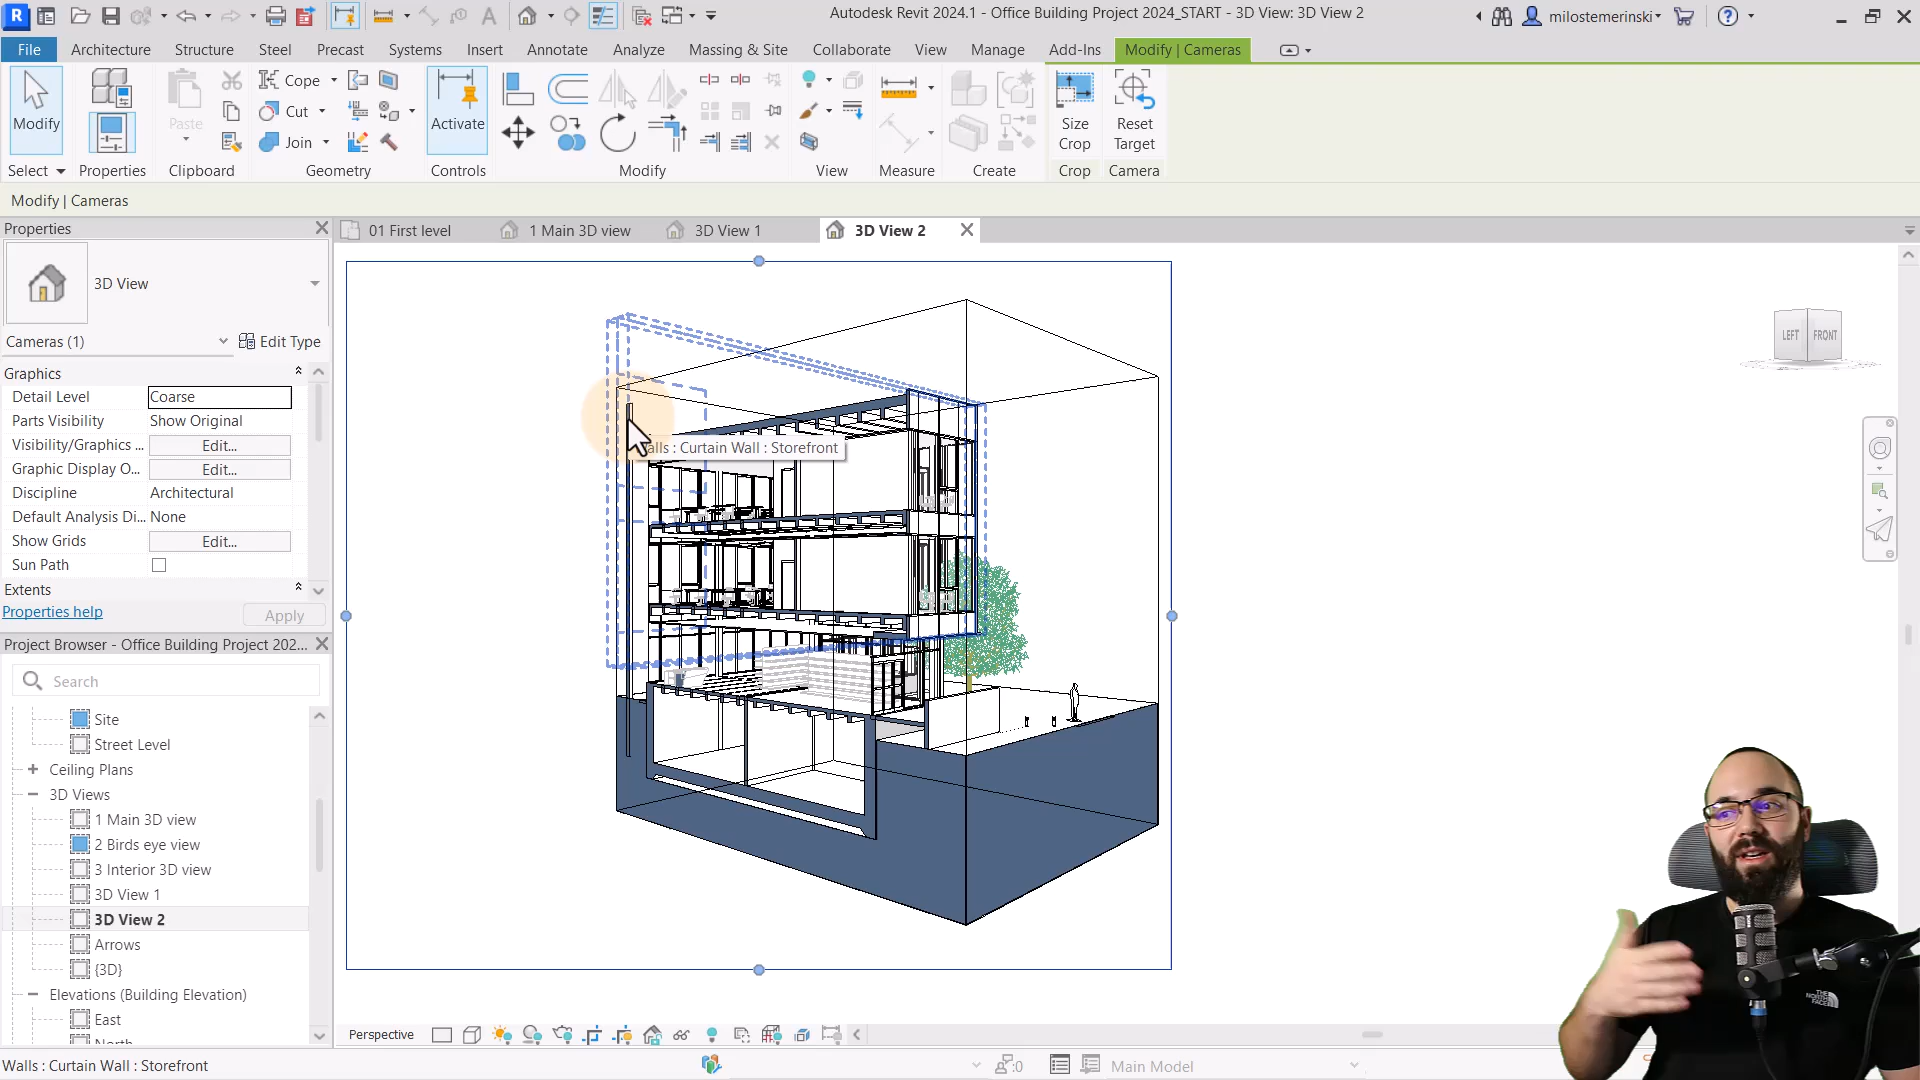 R
Autodesk Revit 2024.1 - Office Building Project 2024_START - 3D View: 3D View 2
milostemerinski
File
Architecture
Structure
Steel
Precast
Systems
Insert
Annotate
Analyze
Massing & Site
Collaborate
View
Manage
Add-Ins
Modify | Cameras
Modify
Paste
Cope
Cut
Join
Activate
Size
Crop
Reset
Target
Select
Properties
Clipboard
Geometry
Controls
Modify
View
Measure
Create
Crop
Camera
Modify | Cameras
Properties
01 First level
1 Main 3D view
3D View 1
3D View 2
3D View
Cameras (1)
Edit Type
Graphics
Detail Level
Coarse
Parts Visibility
Show Original
Visibility/Graphics ...
Edit...
Graphic Display O...
Edit...
Discipline
Architectural
Default Analysis Di...
None
Show Grids
Edit...
Sun Path
Extents
Properties help
Apply
Project Browser - Office Building Project 202...
Search
Site
Street Level
Ceiling Plans
3D Views
1 Main 3D view
2 Birds eye view
3 Interior 3D view
3D View 1
3D View 2
Arrows
{3D}
Elevations (Building Elevation)
East
North
alls : Curtain Wall : Storefront
LEFT
FRONT
Perspective
Walls : Curtain Wall : Storefront
:0
Main Model
THE
NORTH
FACE